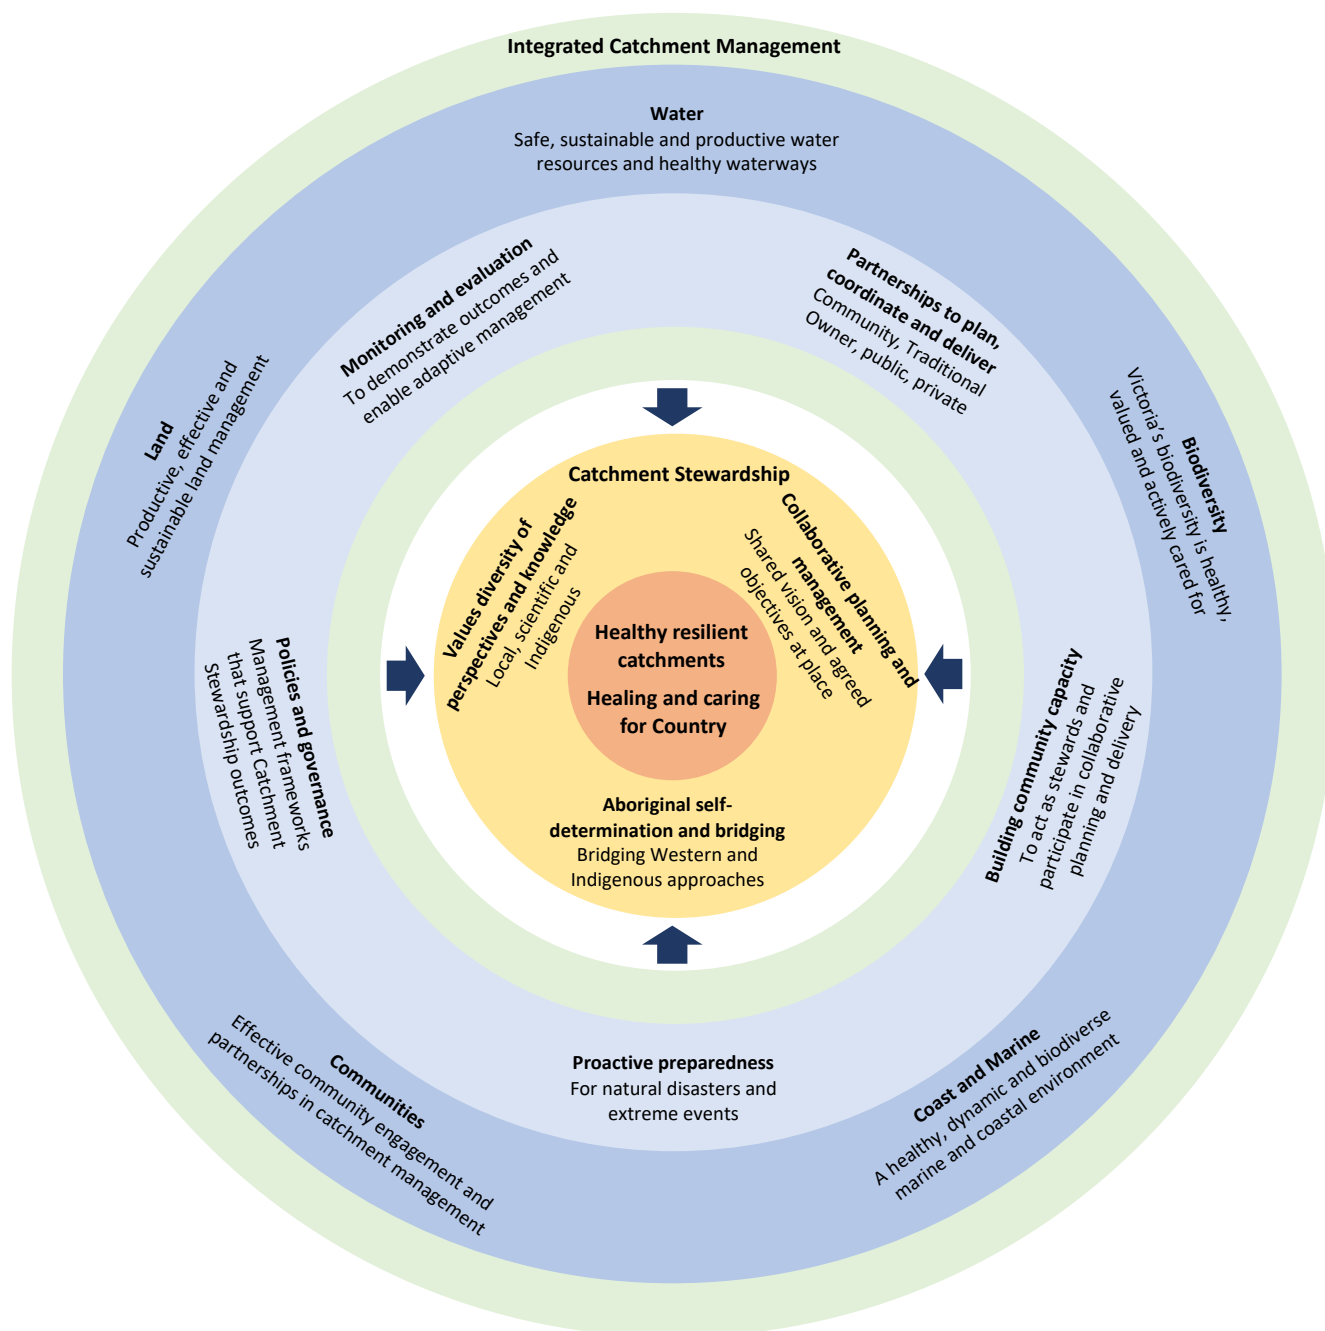 Integrated Catchment Management
Water
Safe, sustainable and productive water
resources and healthy waterways
Monitoring and evaluation
To demonstrate outcomes and
enable adaptive management
Partnerships to plan,
coordinate and deliver
Community, Traditional
Owner, public, private
Land
Productive, effective and
sustainable land management
Biodiversity
Victoria's biodiversity is healthy,
valued and actively cared for
Catchment Stewardship
Values diversity of
perspectives and knowledge
Local, scientific and
Indigenous
Collaborative planning and
management
Shared vision and agreed
objectives at place
Healthy resilient
catchments
Healing and caring
for Country
Aboriginal self-
determination and bridging
Bridging Western and
Indigenous approaches
Policies and governance
Management frameworks
that support Catchment
Stewardship outcomes
Building community capacity
To act as stewards and
participate in collaborative
planning and delivery
Proactive preparedness
For natural disasters and
extreme events
Communities
Effective community engagement and
partnerships in catchment management
Coast and Marine
A healthy, dynamic and biodiverse
marine and coastal environment